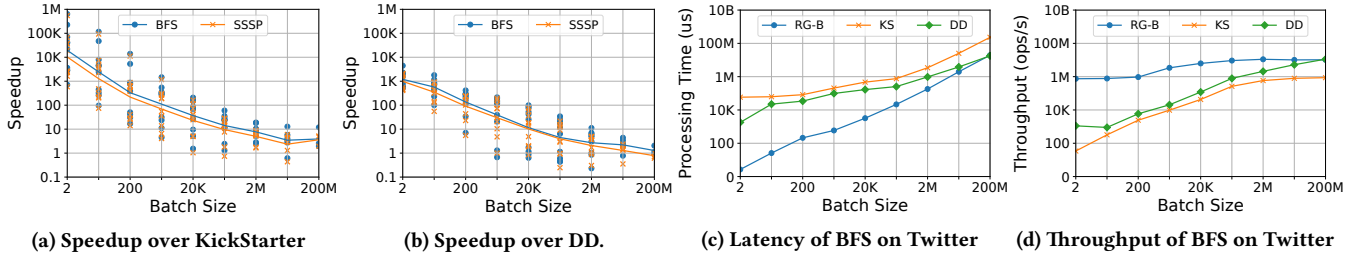 1M
100K
10K
1K
100
10
1
0.1
Speedup
BFS
SSSP
2
200
20K
2M
200M
Batch Size
(a) Speedup over KickStarter
1M
100K
10K
1K
100
10
1
0.1
Speedup
BFS
SSSP
2
200
20K
2M
200M
Batch Size
(b) Speedup over DD.
10B
100M
1M
10K
100
0
Processing Time (us)
RG-B
KS
DD
2
200
20K
2M
200M
Batch Size
(c) Latency of BFS on Twitter
10B
100M
1M
10K
100
0
Throughput (ops/s)
RG-B
KS
DD
2
200
20K
2M
200M
Batch Size
(d) Throughput of BFS on Twitter